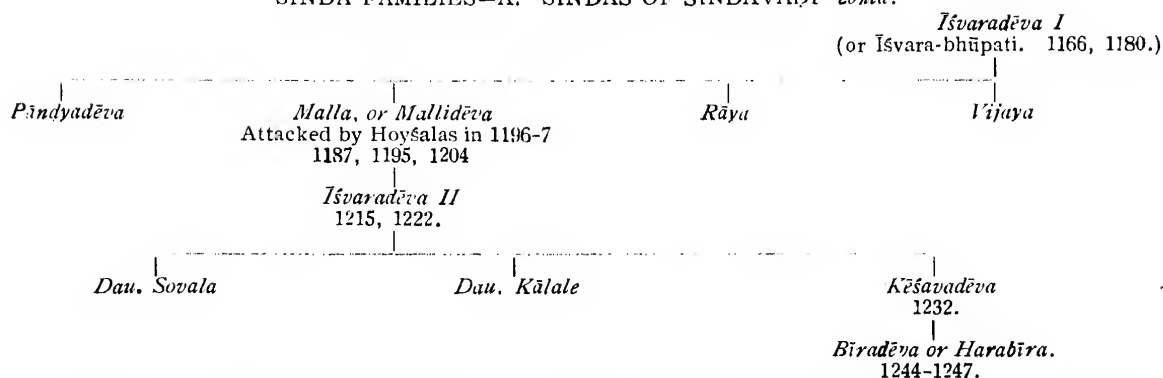 SINDA FAMILIES—A. SINDAS OF SINDAVĀḌI—contd.
Īśvaradēva I
(or Īśvara-bhūpati. 1166, 1180.)
Pāndyadēva Malla, or Mallidēva Rāya Vijaya
Attacked by Hoyśalas in 1196-7
1187, 1195, 1204
Īśvaradēva II
1215, 1222.
Dau. Sovala Dau. Kālale Kēśavadēva
1232.
Bīradēva or Harabīra.
1244-1247.